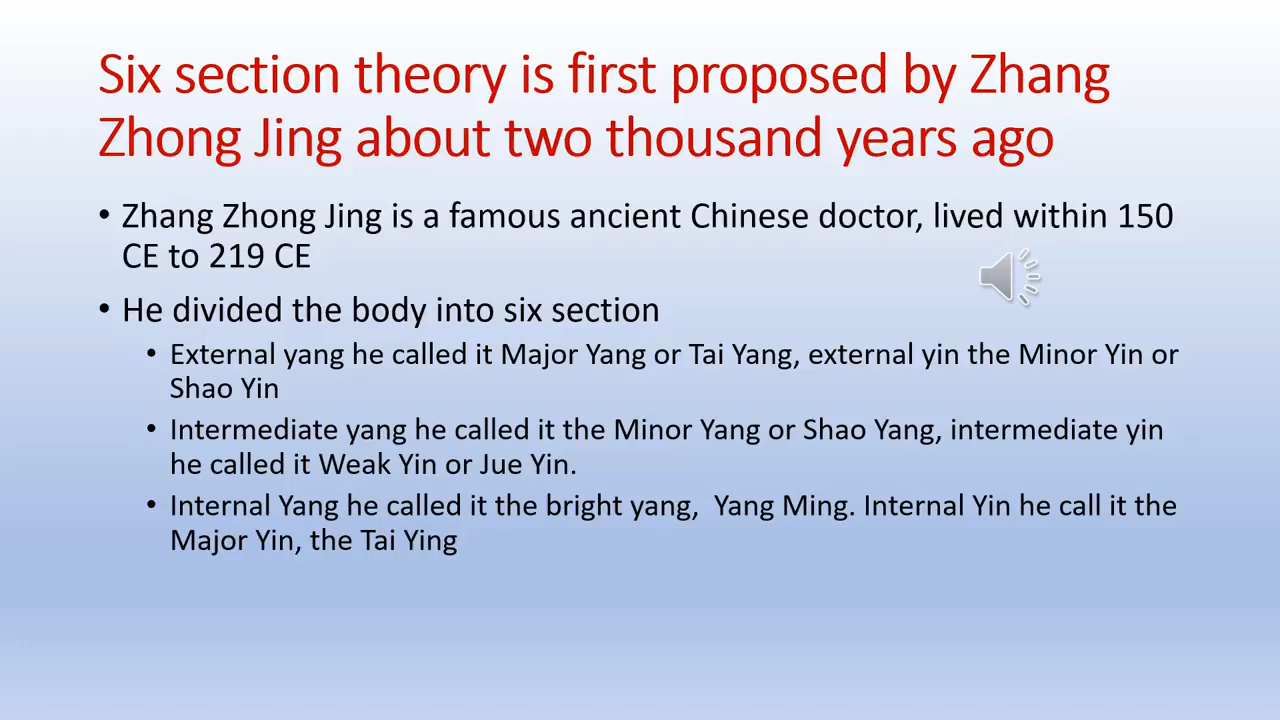 Six section theory is first proposed by Zhang
Zhong Jing about two thousand years ago
• Zhang Zhong Jing is a famous ancient Chinese doctor, lived within 150
CE to 219 CE
• He divided the body into six section
• External yang he called it Major Yang or Tai Yang, external yin the Minor Yin or
Shao Yin
• Intermediate yang he called it the Minor Yang or Shao Yang, intermediate yin
he called it Weak Yin or Jue Yin.
• Internal Yang he called it the bright yang,  Yang Ming. Internal Yin he call it the
Major Yin, the Tai Ying